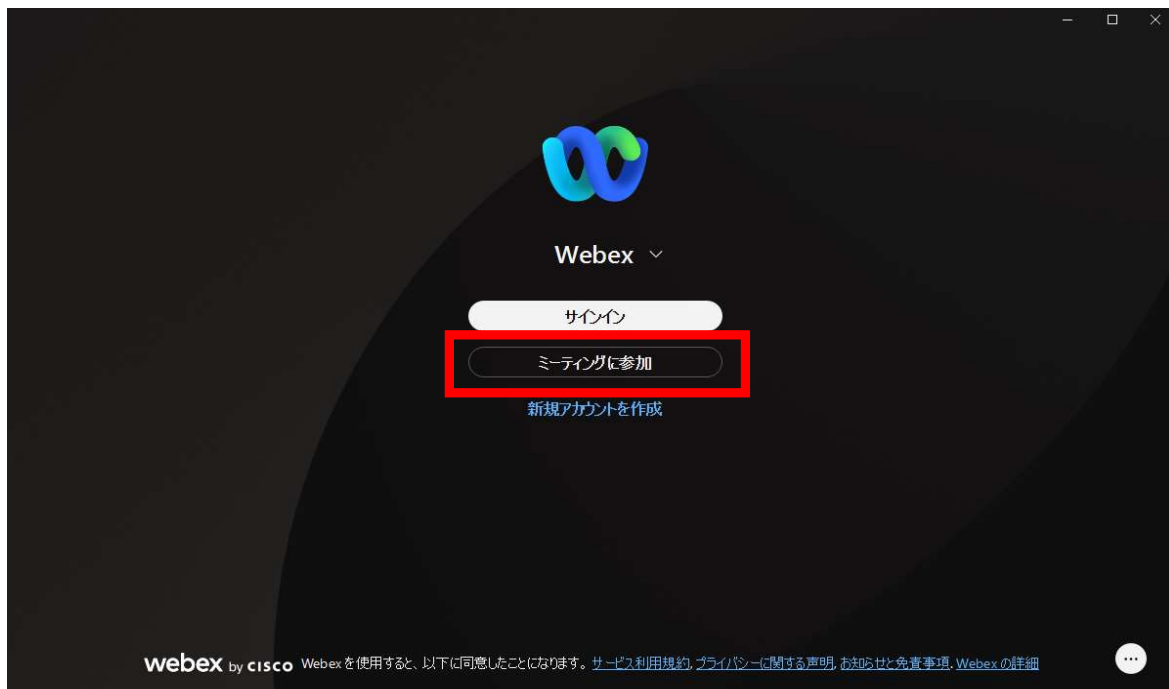 Webex
サインイン
ミーティングに参加
新規アカウントを作成
webex by CISCO Webex を使用すると、以下に同意したことになります。サービス利用規約, プライバシーに関する声明, お知らせと免責事項. Webex の詳細